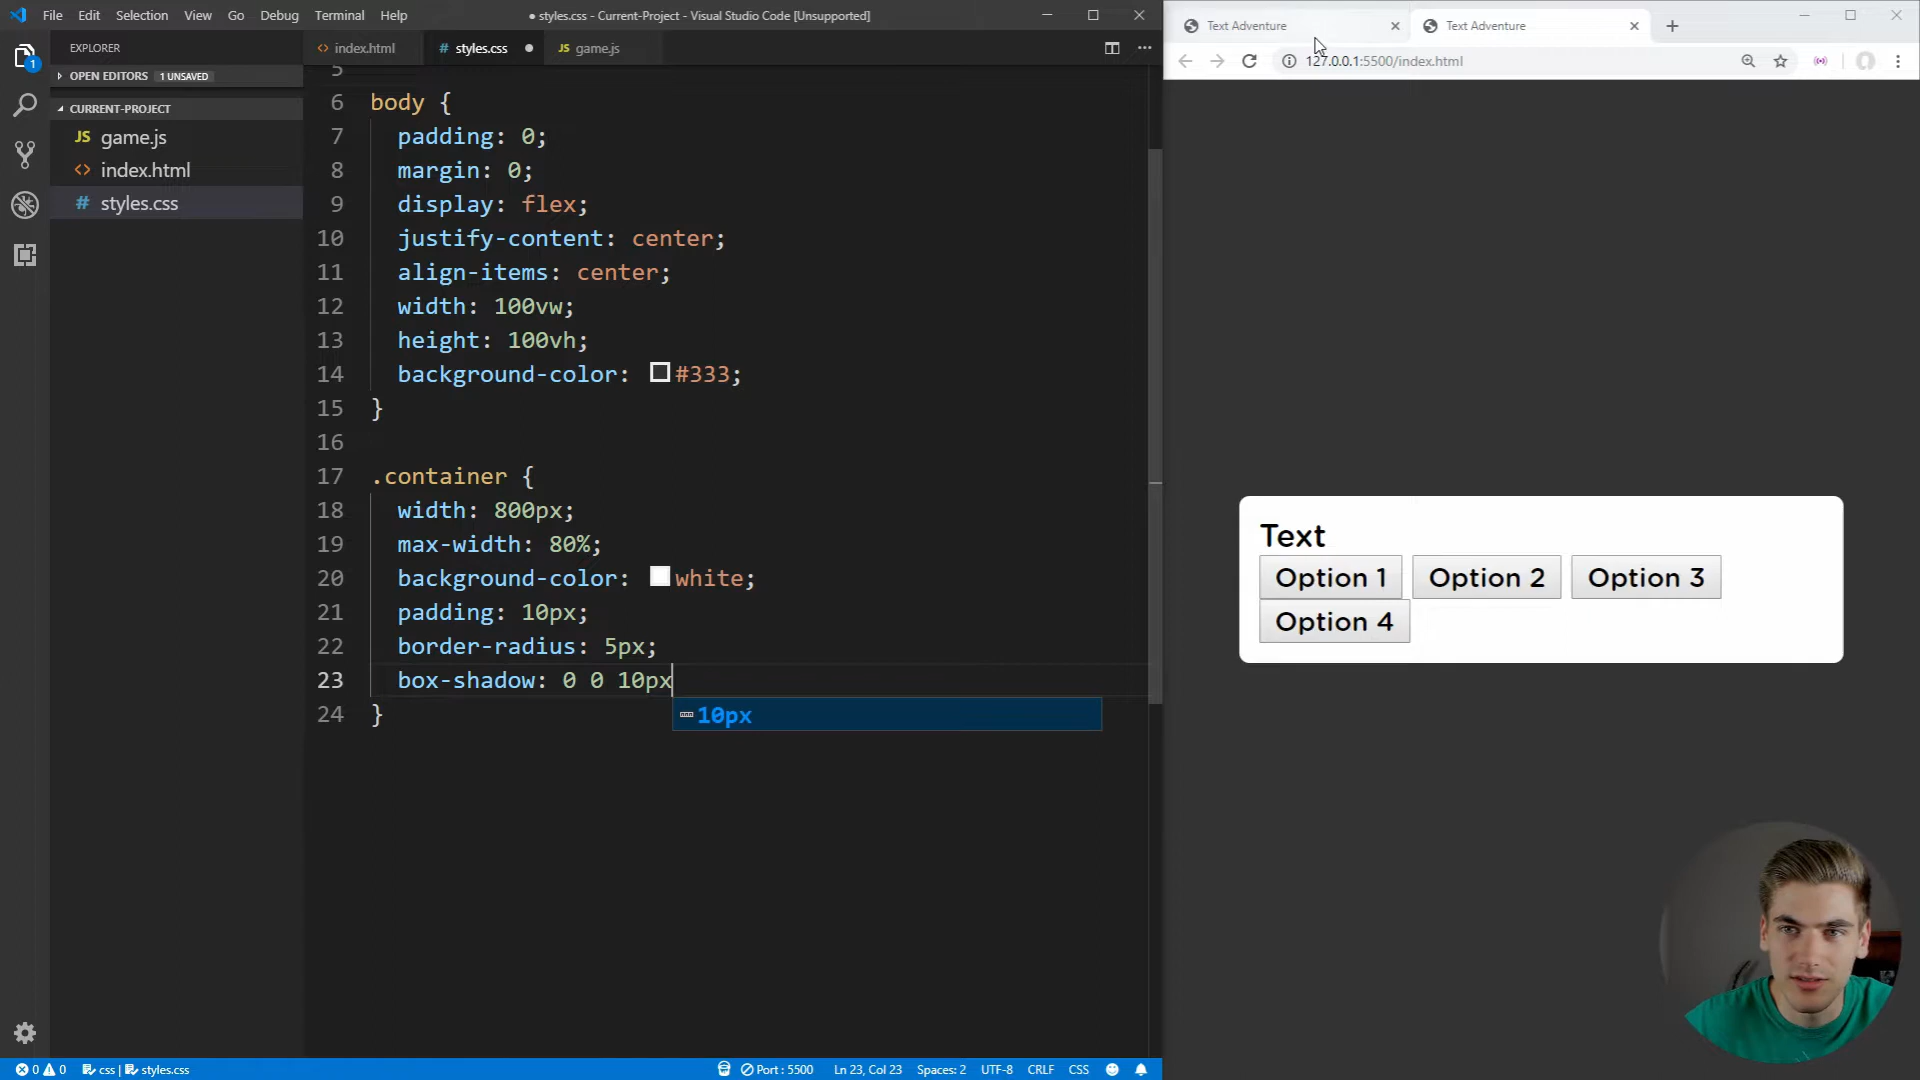 File Edit Selection View Go Debug Terminal Help
● styles.css - Current-Project - Visual Studio Code [Unsupported]
EXPLORER
OPEN EDITORS 1 UNSAVED
CURRENT-PROJECT
JS game.js
<> index.html
# styles.css
1
<> index.html
# styles.css
JS game.js
5
6 body {
7 padding: 0;
8 margin: 0;
9 display: flex;
10 justify-content: center;
11 align-items: center;
12 width: 100vw;
13 height: 100vh;
14 background-color: #333;
15 }
16
17 .container {
18 width: 800px;
19 max-width: 80%;
20 background-color: white;
21 padding: 10px;
22 border-radius: 5px;
23 box-shadow: 0 0 10px
24 }
10px
Text Adventure
Text Adventure
127.0.0.1:5500/index.html
Text
Option 1 Option 2 Option 3
Option 4
0 0 css | styles.css
Port : 5500 Ln 23, Col 23 Spaces: 2 UTF-8 CRLF CSS